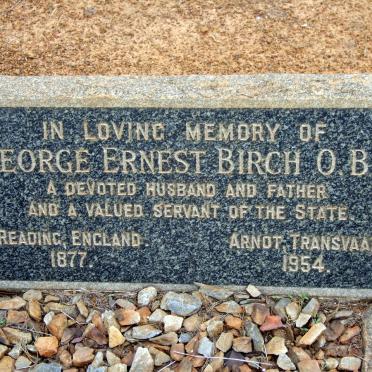 IN LOVING MEMORY OF
EORGE ERNEST BIRCH O.B
A DEVOTED HUSBAND AND FATHER
AND A VALUED SERVANT OF THE STATE.
READING, ENGLAND. ARNOT, TRANSVAA
1877. 1954.